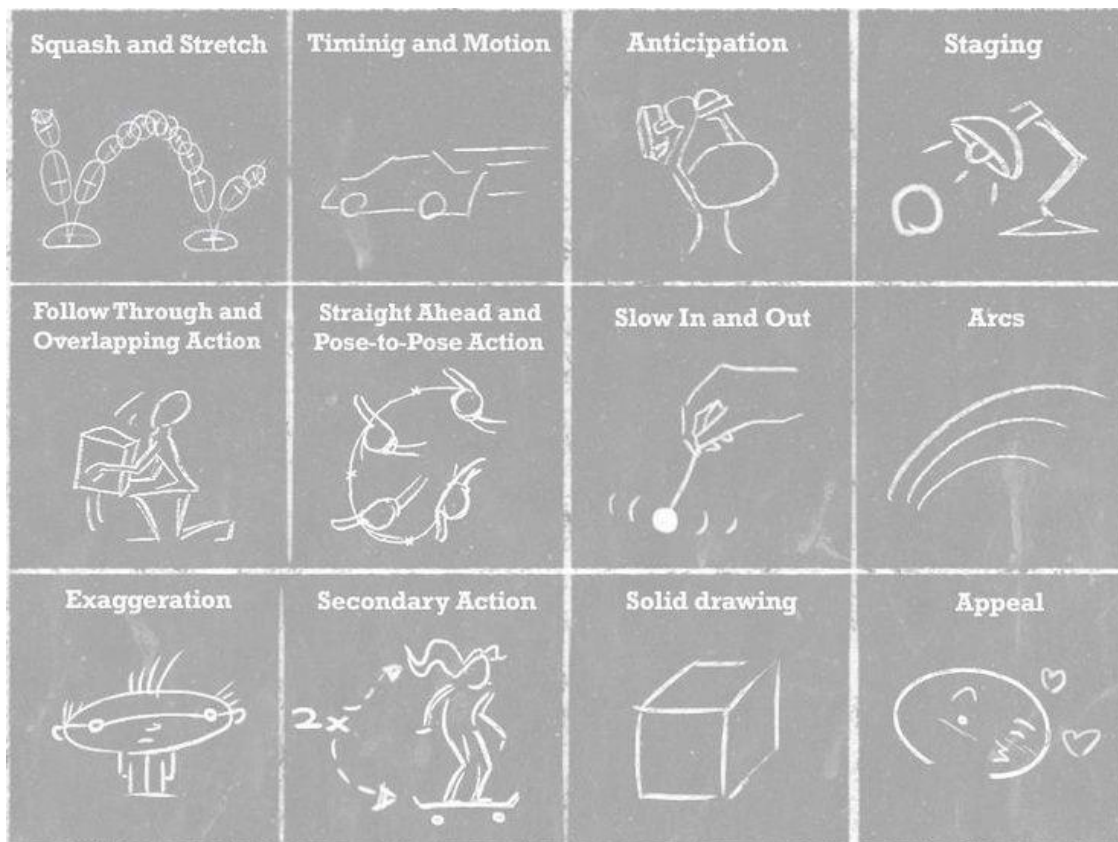 Squash and Stretch
Timinig and Motion
Anticipation
Staging
Follow Through and
Overlapping Action
Straight Ahead and
Pose-to-Pose Action
Slow In and Out
Arcs
Exaggeration
Secondary Action
2x
Solid drawing
Appeal